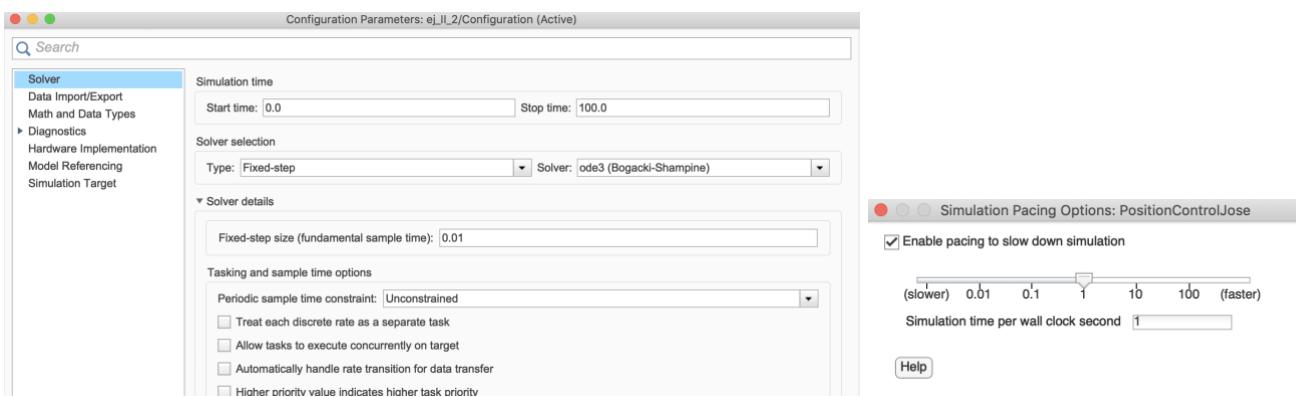 Configuration Parameters: ej_II_2/Configuration (Active)
Search
Solver
Data Import/Export
Math and Data Types
Diagnostics
Hardware Implementation
Model Referencing
Simulation Target
Simulation time
Start time: 0.0 Stop time: 100.0
Solver selection
Type: Fixed-step Solver: ode3 (Bogacki-Shampine)
Solver details
Fixed-step size (fundamental sample time): 0.01
Tasking and sample time options
Periodic sample time constraint: Unconstrained
Treat each discrete rate as a separate task
Allow tasks to execute concurrently on target
Automatically handle rate transition for data transfer
Higher priority value indicates higher task priority
Simulation Pacing Options: PositionControlJose
Enable pacing to slow down simulation
(slower) 0.01 0.1 1 10 100 (faster)
Simulation time per wall clock second 1
Help